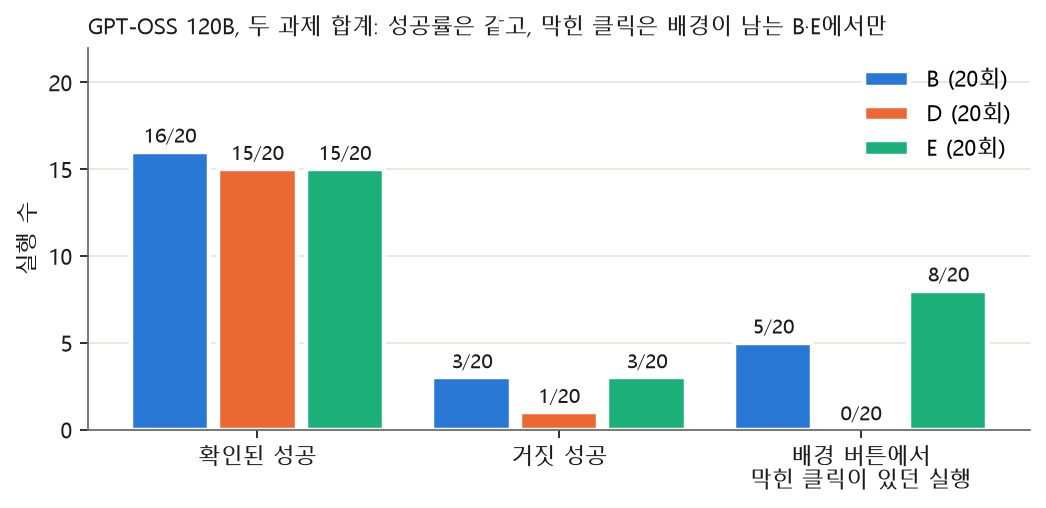 GPT-OSS 120B, 두 과제 합계: 성공률은 같고, 막힌 클릭은 배경이 남는 B·E에서만
B (20회)
D (20회)
E (20회)
실행 수
20
15
10
5
0
16/20
15/20
15/20
3/20
1/20
3/20
5/20
0/20
8/20
확인된 성공
거짓 성공
배경 버튼에서
막힌 클릭이 있던 실행